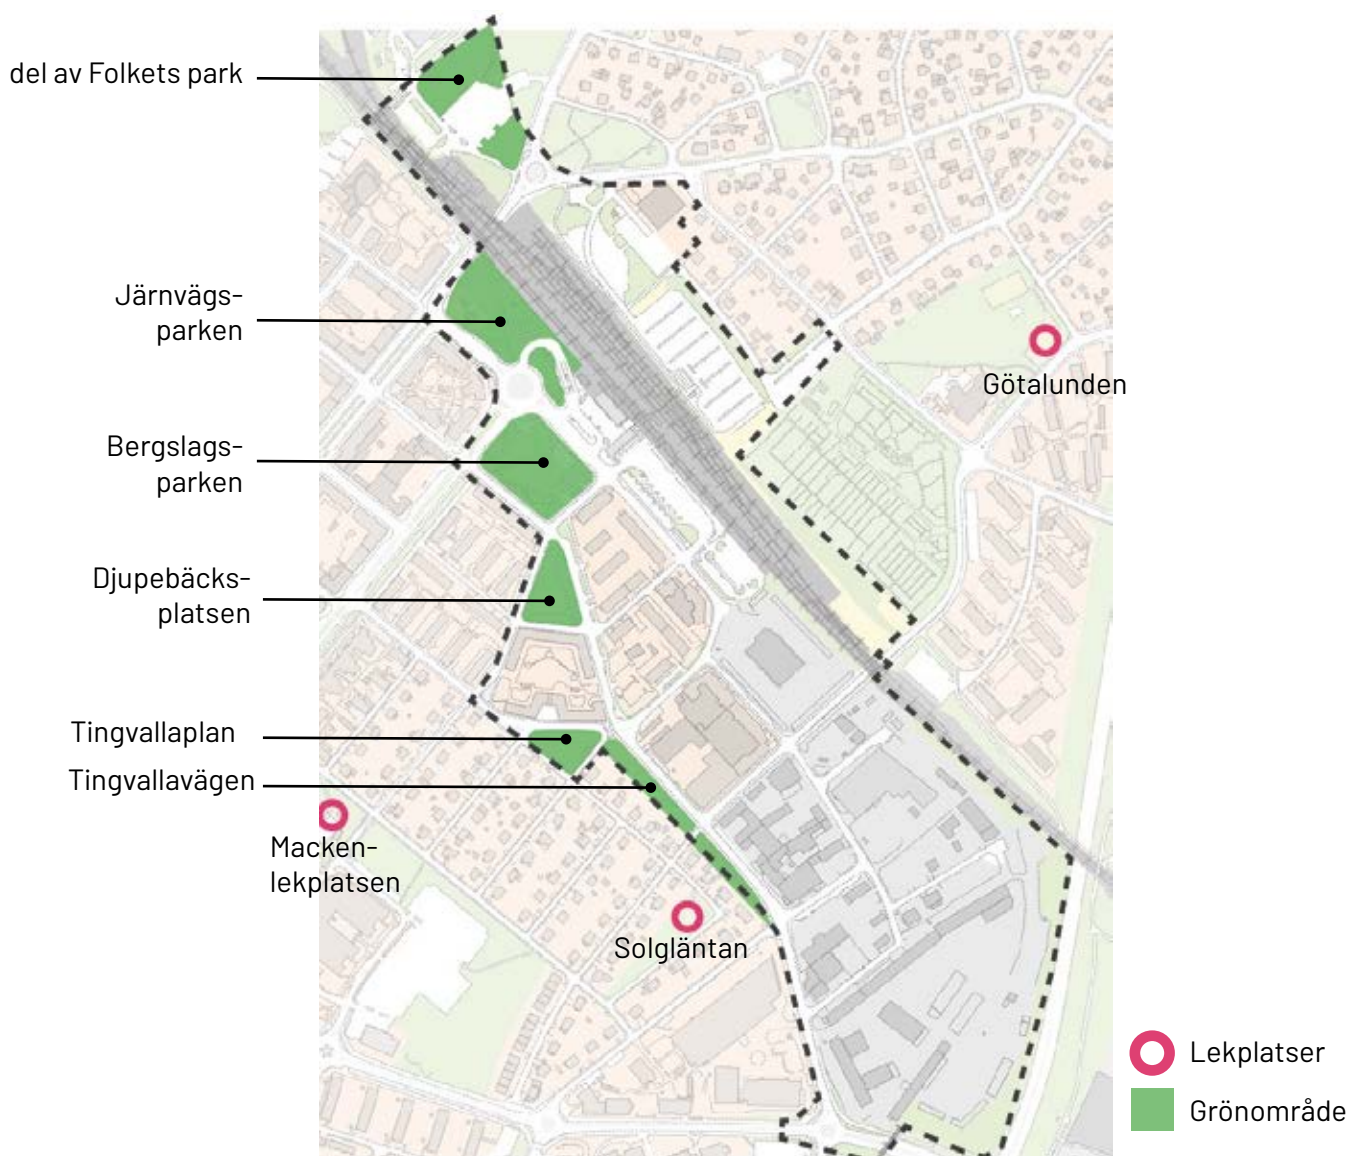 del av Folkets park
Järnvägs-
parken
Götalunden
Bergslags-
parken
Djupebäcks-
platsen
Tingvallaplan
Tingvallavägen
Macken-
lekplatsen
Solgläntan
Lekplatser
Grönområde